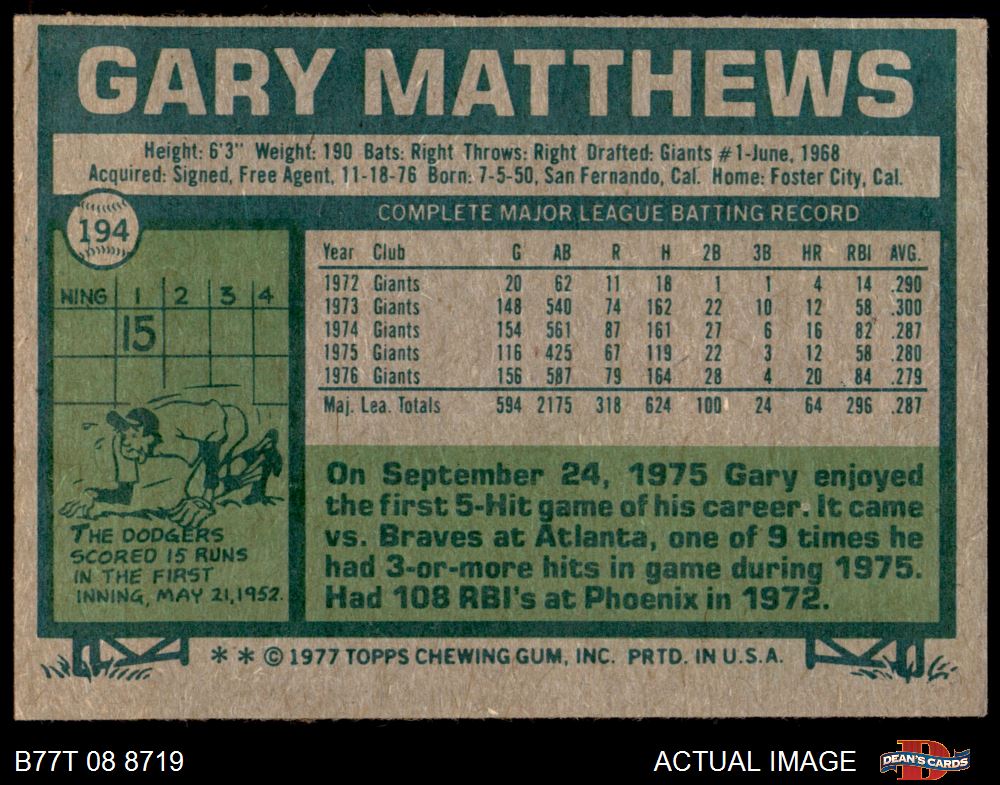 GARY MATTHEWS
Height: 6'3" Weight: 190 Bats: Right Throws: Right Drafted: Giants #1-June, 1968
Acquired: Signed, Free Agent, 11-18-76 Born: 7-5-50, San Fernando, Cal. Home: Foster City, Cal.
194
COMPLETE MAJOR LEAGUE BATTING RECORD
Year Club G AB R H 2B 3B HR RBI AVG.
1972 Giants 20 62 11 18 1 1 4 14 .290
1973 Giants 148 540 74 162 22 10 12 58 .300
1974 Giants 154 561 87 161 27 6 16 82 .287
1975 Giants 116 425 67 119 22 3 12 58 .280
1976 Giants 156 587 79 164 28 4 20 84 .279
Maj. Lea. Totals 594 2175 318 624 100 24 64 296 .287
NING 1 2 3 4
15
THE DODGERS
SCORED 15 RUNS
IN THE FIRST
INNING, MAY 21, 1952.
On September 24, 1975 Gary enjoyed
the first 5-Hit game of his career. It came
vs. Braves at Atlanta, one of 9 times he
had 3-or-more hits in game during 1975.
Had 108 RBI's at Phoenix in 1972.
* * © 1977 TOPPS CHEWING GUM, INC. PRTD. IN U.S.A.
B77T 08 8719
ACTUAL IMAGE
D
DEAN'S CARDS